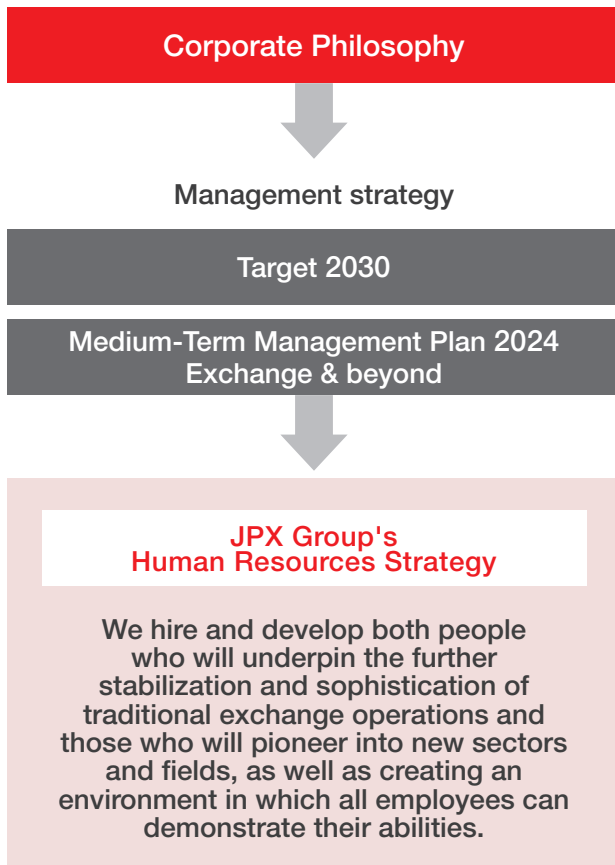 Corporate Philosophy
Management strategy
Target 2030
Medium-Term Management Plan 2024
Exchange & beyond
JPX Group's
Human Resources Strategy
We hire and develop both people
who will underpin the further
stabilization and sophistication of
traditional exchange operations and
those who will pioneer into new sectors
and fields, as well as creating an
environment in which all employees can
demonstrate their abilities.